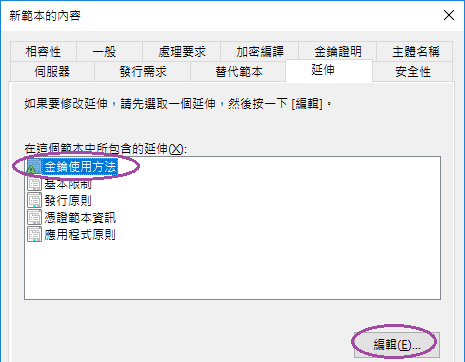 新範本的內容
相容性 一般 處理要求 加密編譯 金鑰證明 主體名稱
伺服器 發行需求 替代範本 延伸 安全性
如果要修改延伸，請先選取一個延伸，然後按一下 [編輯]。
在這個範本中所包含的延伸(X):
金鑰使用方法
基本限制
發行原則
憑證範本資訊
應用程式原則
編輯(E)...